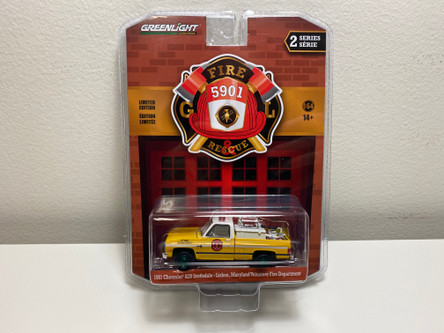 GREENLIGHT
2 SERIES
SÉRIE
FIRE
5901
G L
RESCUE
LIMITED
EDITION
ÉDITION
LIMITÉE
1:64
14+
1981 Chevrolet K20 Scottsdale - Lisbon, Maryland Volunteer Fire Department